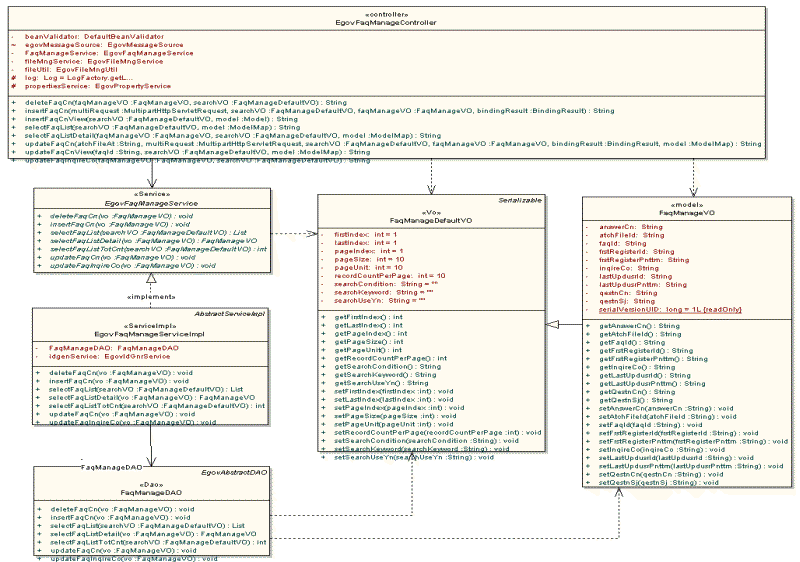 «controller»
EgovFaqManageController
- beanValidator: DefaultBeanValidator
~ egovMessageSource: EgovMessageSource
- FaqManageService: EgovFaqManageService
- fileMngService: EgovFileMngService
- fileUtil: EgovFileMngUtil
# log: Log = LogFactory.getL...
# propertiesService: EgovPropertyService
+ deleteFaqCn(faqManageVO :FaqManageVO, searchVO :FaqManageDefaultVO) : String
+ insertFaqCn(multiRequest :MultipartHttpServletRequest, searchVO :FaqManageDefaultVO, faqManageVO :FaqManageVO, bindingResult :BindingResult) : String
+ insertFaqCnView(searchVO :FaqManageDefaultVO, model :Model) : String
+ selectFaqList(searchVO :FaqManageDefaultVO, model :ModelMap) : String
+ selectFaqListDetail(faqManageVO :FaqManageVO, searchVO :FaqManageDefaultVO, model :ModelMap) : String
+ updateFaqCn(atchFileAt :String, multiRequest :MultipartHttpServletRequest, searchVO :FaqManageDefaultVO, faqManageVO :FaqManageVO, bindingResult :BindingResult, model :ModelMap) : String
+ updateFaqCnView(faqId :String, searchVO :FaqManageDefaultVO, model :ModelMap) : String
+ updateFaqInqireCo(faqManageVO :FaqManageVO, searchVO :FaqManageDefaultVO) : String
«Service»
EgovFaqManageService
+ deleteFaqCn(vo :FaqManageVO) : void
+ insertFaqCn(vo :FaqManageVO) : void
+ selectFaqList(searchVO :FaqManageDefaultVO) : List
+ selectFaqListDetail(vo :FaqManageVO) : FaqManageVO
+ selectFaqListTotCnt(searchVO :FaqManageDefaultVO) : int
+ updateFaqCn(vo :FaqManageVO) : void
+ updateFaqInqireCo(vo :FaqManageVO) : void
«implement»
AbstractServiceImpl
«ServiceImpl»
EgovFaqManageServiceImpl
- FaqManageDAO: FaqManageDAO
- idgenService: EgovIdGnrService
+ deleteFaqCn(vo :FaqManageVO) : void
+ insertFaqCn(vo :FaqManageVO) : void
+ selectFaqList(searchVO :FaqManageDefaultVO) : List
+ selectFaqListDetail(vo :FaqManageVO) : FaqManageVO
+ selectFaqListTotCnt(searchVO :FaqManageDefaultVO) : int
+ updateFaqCn(vo :FaqManageVO) : void
+ updateFaqInqireCo(vo :FaqManageVO) : void
-FaqManageDAO
EgovAbstractDAO
«Dao»
FaqManageDAO
+ deleteFaqCn(vo :FaqManageVO) : void
+ insertFaqCn(vo :FaqManageVO) : void
+ selectFaqList(searchVO :FaqManageDefaultVO) : List
+ selectFaqListDetail(vo :FaqManageVO) : FaqManageVO
+ selectFaqListTotCnt(searchVO :FaqManageDefaultVO) : int
+ updateFaqCn(vo :FaqManageVO) : void
+ updateFaqInqireCo(vo :FaqManageVO) : void
Serializable
«Vo»
FaqManageDefaultVO
- firstIndex: int = 1
- lastIndex: int = 1
- pageIndex: int = 1
- pageSize: int = 10
- pageUnit: int = 10
- recordCountPerPage: int = 10
- searchCondition: String = ""
- searchKeyword: String = ""
- searchUseYn: String = ""
+ getFirstIndex() : int
+ getLastIndex() : int
+ getPageIndex() : int
+ getPageSize() : int
+ getPageUnit() : int
+ getRecordCountPerPage() : int
+ getSearchCondition() : String
+ getSearchKeyword() : String
+ getSearchUseYn() : String
+ setFirstIndex(firstIndex :int) : void
+ setLastIndex(lastIndex :int) : void
+ setPageIndex(pageIndex :int) : void
+ setPageSize(pageSize :int) : void
+ setPageUnit(pageUnit :int) : void
+ setRecordCountPerPage(recordCountPerPage :int) : void
+ setSearchCondition(searchCondition :String) : void
+ setSearchKeyword(searchKeyword :String) : void
+ setSearchUseYn(searchUseYn :String) : void
«model»
FaqManageVO
- answerCn: String
- atchFileId: String
- faqId: String
- frstRegisterId: String
- frstRegisterPnttm: String
- inqireCo: String
- lastUpdusrId: String
- lastUpdusrPnttm: String
- qestnCn: String
- qestnSj: String
- serialVersionUID: long = 1L {readOnly}
+ getAnswerCn() : String
+ getAtchFileId() : String
+ getFaqId() : String
+ getFrstRegisterId() : String
+ getFrstRegisterPnttm() : String
+ getInqireCo() : String
+ getLastUpdusrId() : String
+ getLastUpdusrPnttm() : String
+ getQestnCn() : String
+ getQestnSj() : String
+ setAnswerCn(answerCn :String) : void
+ setAtchFileId(atchFileId :String) : void
+ setFaqId(faqId :String) : void
+ setFrstRegisterId(frstRegisterId :String) : void
+ setFrstRegisterPnttm(frstRegisterPnttm :String) : void
+ setInqireCo(inqireCo :String) : void
+ setLastUpdusrId(lastUpdusrId :String) : void
+ setLastUpdusrPnttm(lastUpdusrPnttm :String) : void
+ setQestnCn(qestnCn :String) : void
+ setQestnSj(qestnSj :String) : void